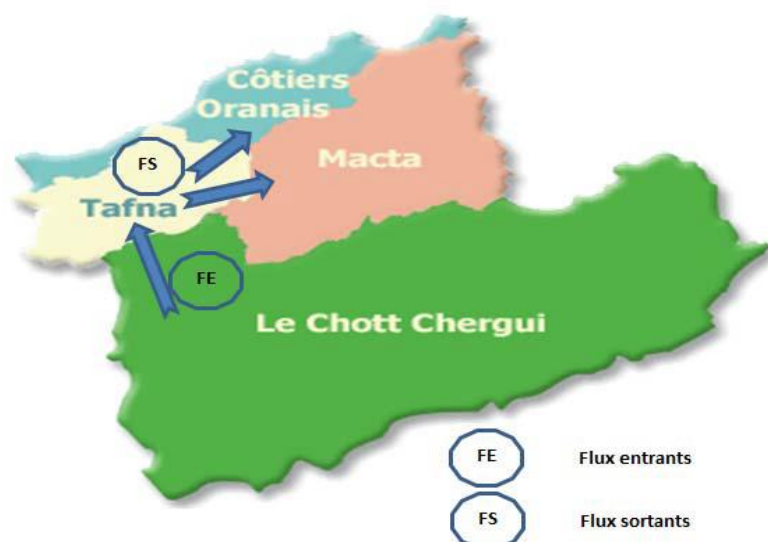 Côtiers
Oranais
FS
Macta
Tafna
FE
Le Chott Chergui
FE Flux entrants
FS Flux sortants